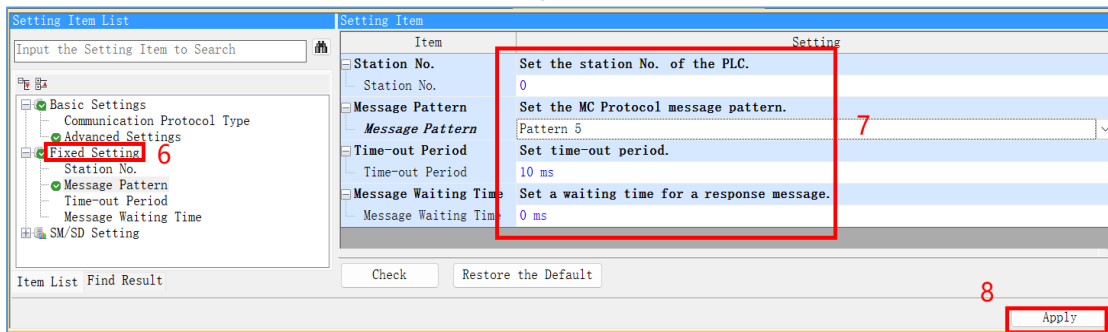 Setting Item List
Input the Setting Item to Search
Basic Settings
Communication Protocol Type
Advanced Settings
Fixed Setting 6
Station No.
Message Pattern
Time-out Period
Message Waiting Time
SM/SD Setting
Item List Find Result
Setting Item
Item Setting
Station No. Set the station No. of the PLC.
Station No. 0
Message Pattern Set the MC Protocol message pattern.
Message Pattern Pattern 5 7
Time-out Period Set time-out period.
Time-out Period 10 ms
Message Waiting Time Set a waiting time for a response message.
Message Waiting Time 0 ms
Check Restore the Default
8
Apply